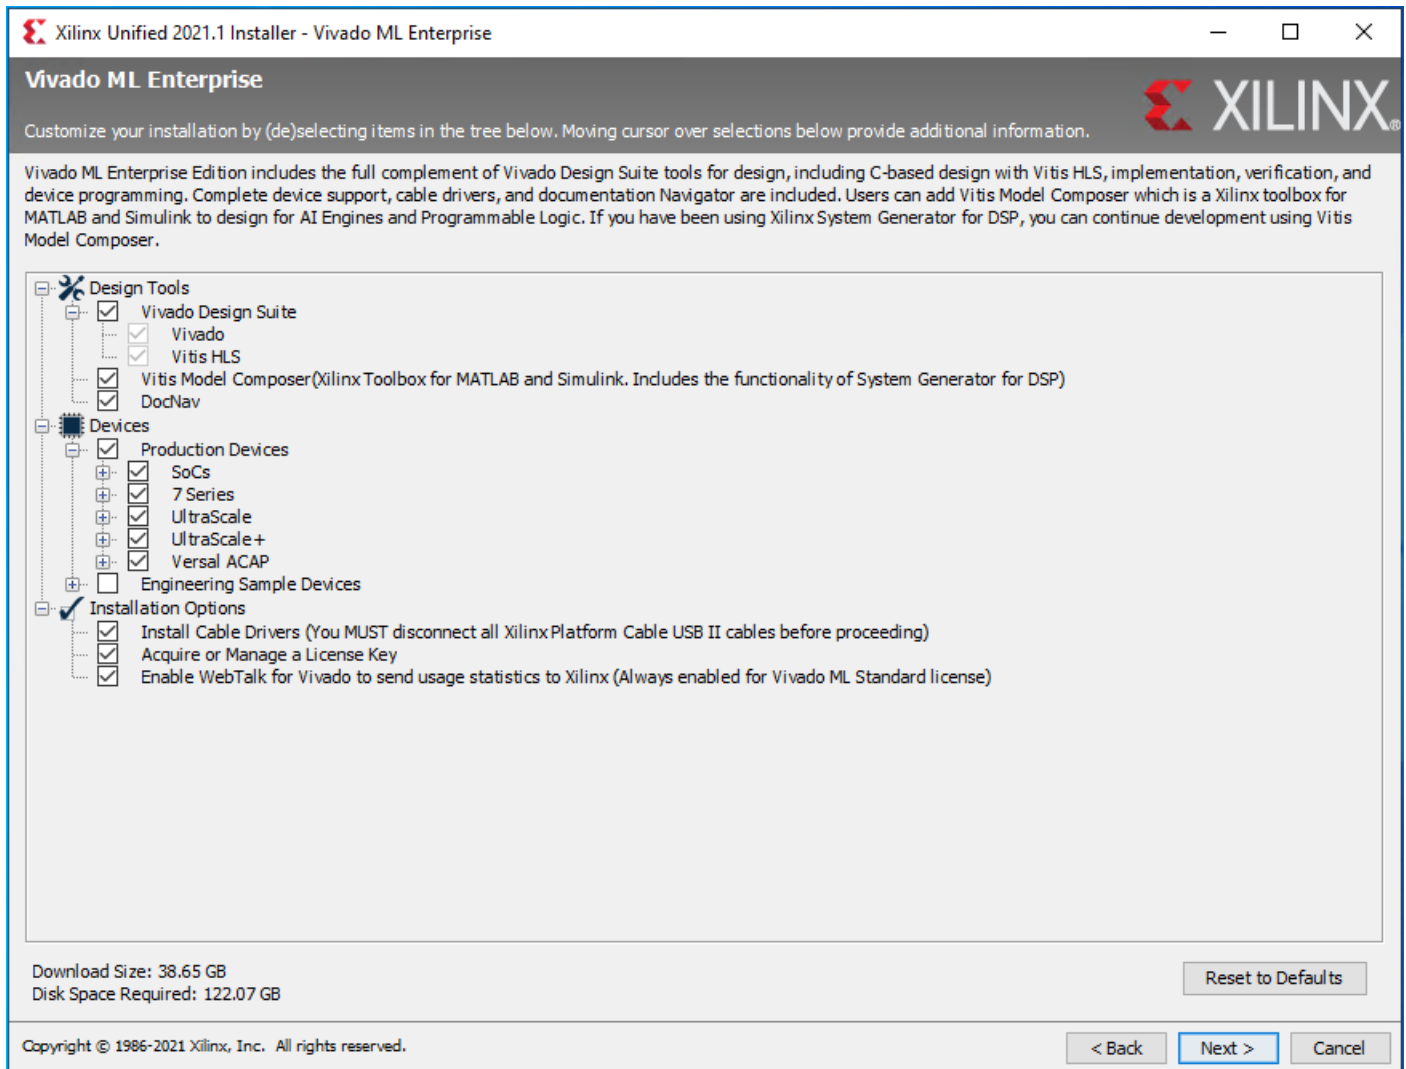 Xilinx Unified 2021.1 Installer - Vivado ML Enterprise
Vivado ML Enterprise
XILINX®
Customize your installation by (de)selecting items in the tree below. Moving cursor over selections below provide additional information.
Vivado ML Enterprise Edition includes the full complement of Vivado Design Suite tools for design, including C-based design with Vitis HLS, implementation, verification, and
device programming. Complete device support, cable drivers, and documentation Navigator are included. Users can add Vitis Model Composer which is a Xilinx toolbox for
MATLAB and Simulink to design for AI Engines and Programmable Logic. If you have been using Xilinx System Generator for DSP, you can continue development using Vitis
Model Composer.
Design Tools
Vivado Design Suite
Vivado
Vitis HLS
Vitis Model Composer(Xilinx Toolbox for MATLAB and Simulink. Includes the functionality of System Generator for DSP)
DocNav
Devices
Production Devices
SoCs
7 Series
UltraScale
UltraScale+
Versal ACAP
Engineering Sample Devices
Installation Options
Install Cable Drivers (You MUST disconnect all Xilinx Platform Cable USB II cables before proceeding)
Acquire or Manage a License Key
Enable WebTalk for Vivado to send usage statistics to Xilinx (Always enabled for Vivado ML Standard license)
Download Size: 38.65 GB
Disk Space Required: 122.07 GB
Reset to Defaults
Copyright © 1986-2021 Xilinx, Inc. All rights reserved.
< Back
Next >
Cancel